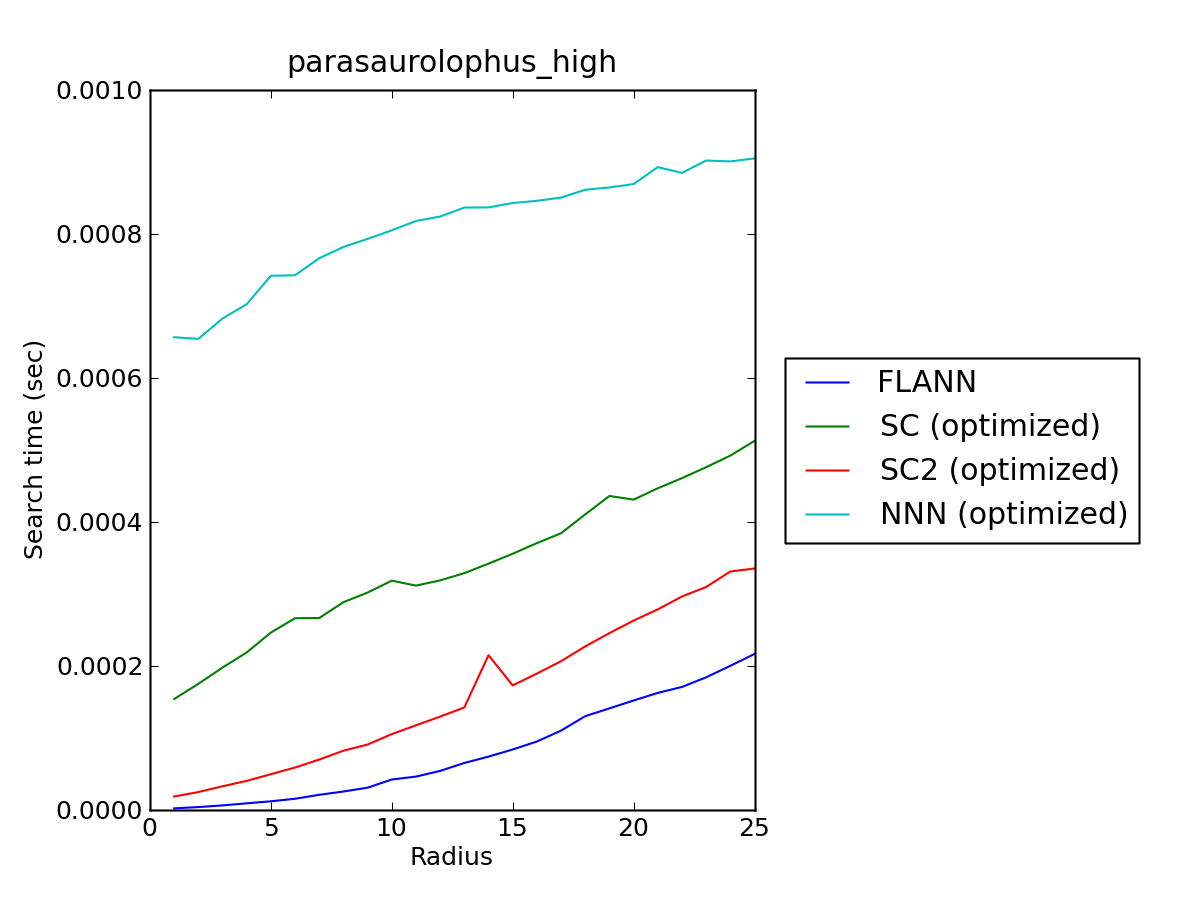 parasaurolophus_high
0.0010
0.0008
0.0006
0.0004
0.0002
0.0000
Search time (sec)
0 5 10 15 20 25
Radius
FLANN
SC (optimized)
SC2 (optimized)
NNN (optimized)